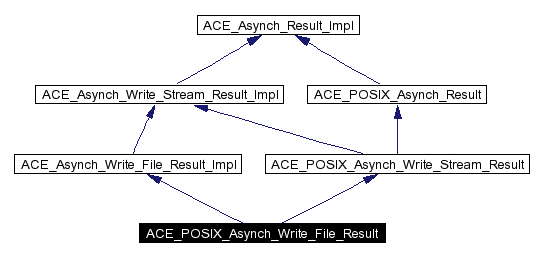 ACE_Asynch_Result_Impl
ACE_Asynch_Write_Stream_Result_Impl
ACE_POSIX_Asynch_Result
ACE_Asynch_Write_File_Result_Impl
ACE_POSIX_Asynch_Write_Stream_Result
ACE_POSIX_Asynch_Write_File_Result